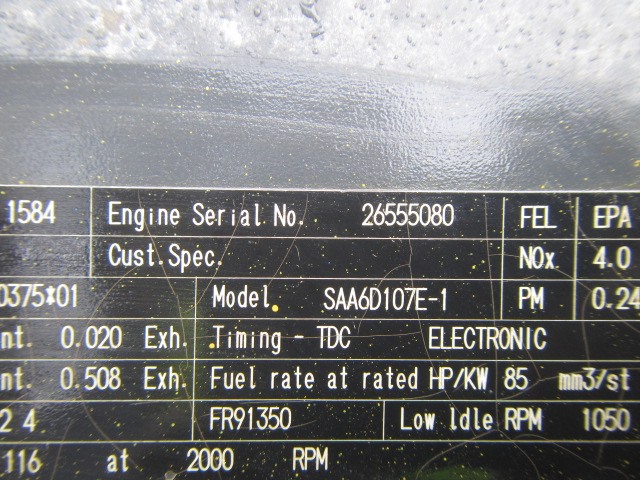 1584 Engine Serial No. 26555080 FEL EPA
Cust.Spec. NOx 4.0
0375*01 Model SAA6D107E-1 PM 0.24
nt. 0.020 Exh. Timing - TDC ELECTRONIC
nt. 0.508 Exh. Fuel rate at rated HP/KW 85 mm3/st
2 4 FR91350 Low ldle RPM 1050
116 at 2000 RPM